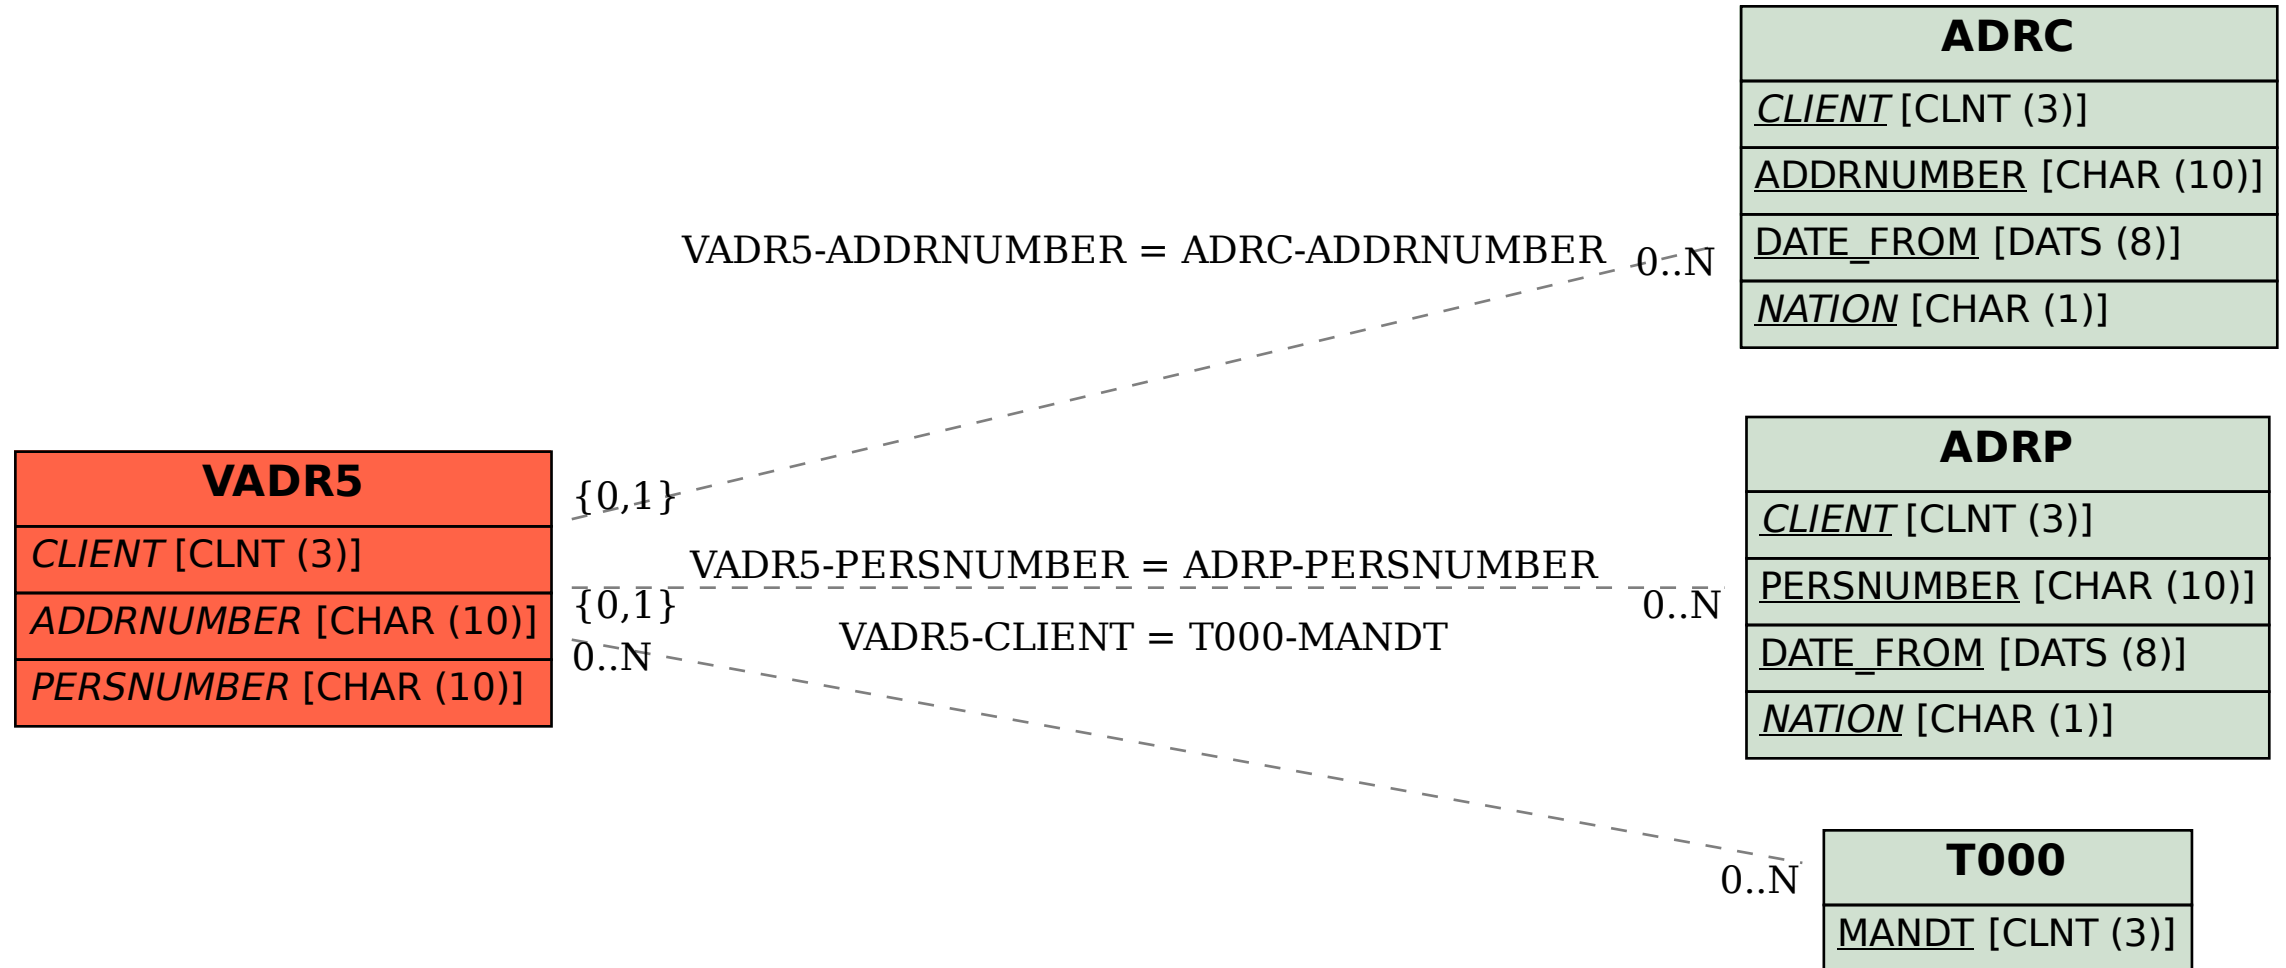 ADRC
CLIENT [CLNT (3)]
ADDRNUMBER [CHAR (10)]
DATE_FROM [DATS (8)]
NATION [CHAR (1)]
VADR5-ADDRNUMBER = ADRC-ADDRNUMBER
0..N
{0,1}
VADR5
CLIENT [CLNT (3)]
ADDRNUMBER [CHAR (10)]
PERSNUMBER [CHAR (10)]
VADR5-PERSNUMBER = ADRP-PERSNUMBER
{0,1}
0..N
VADR5-CLIENT = T000-MANDT
0..N
0..N
ADRP
CLIENT [CLNT (3)]
PERSNUMBER [CHAR (10)]
DATE_FROM [DATS (8)]
NATION [CHAR (1)]
T000
MANDT [CLNT (3)]